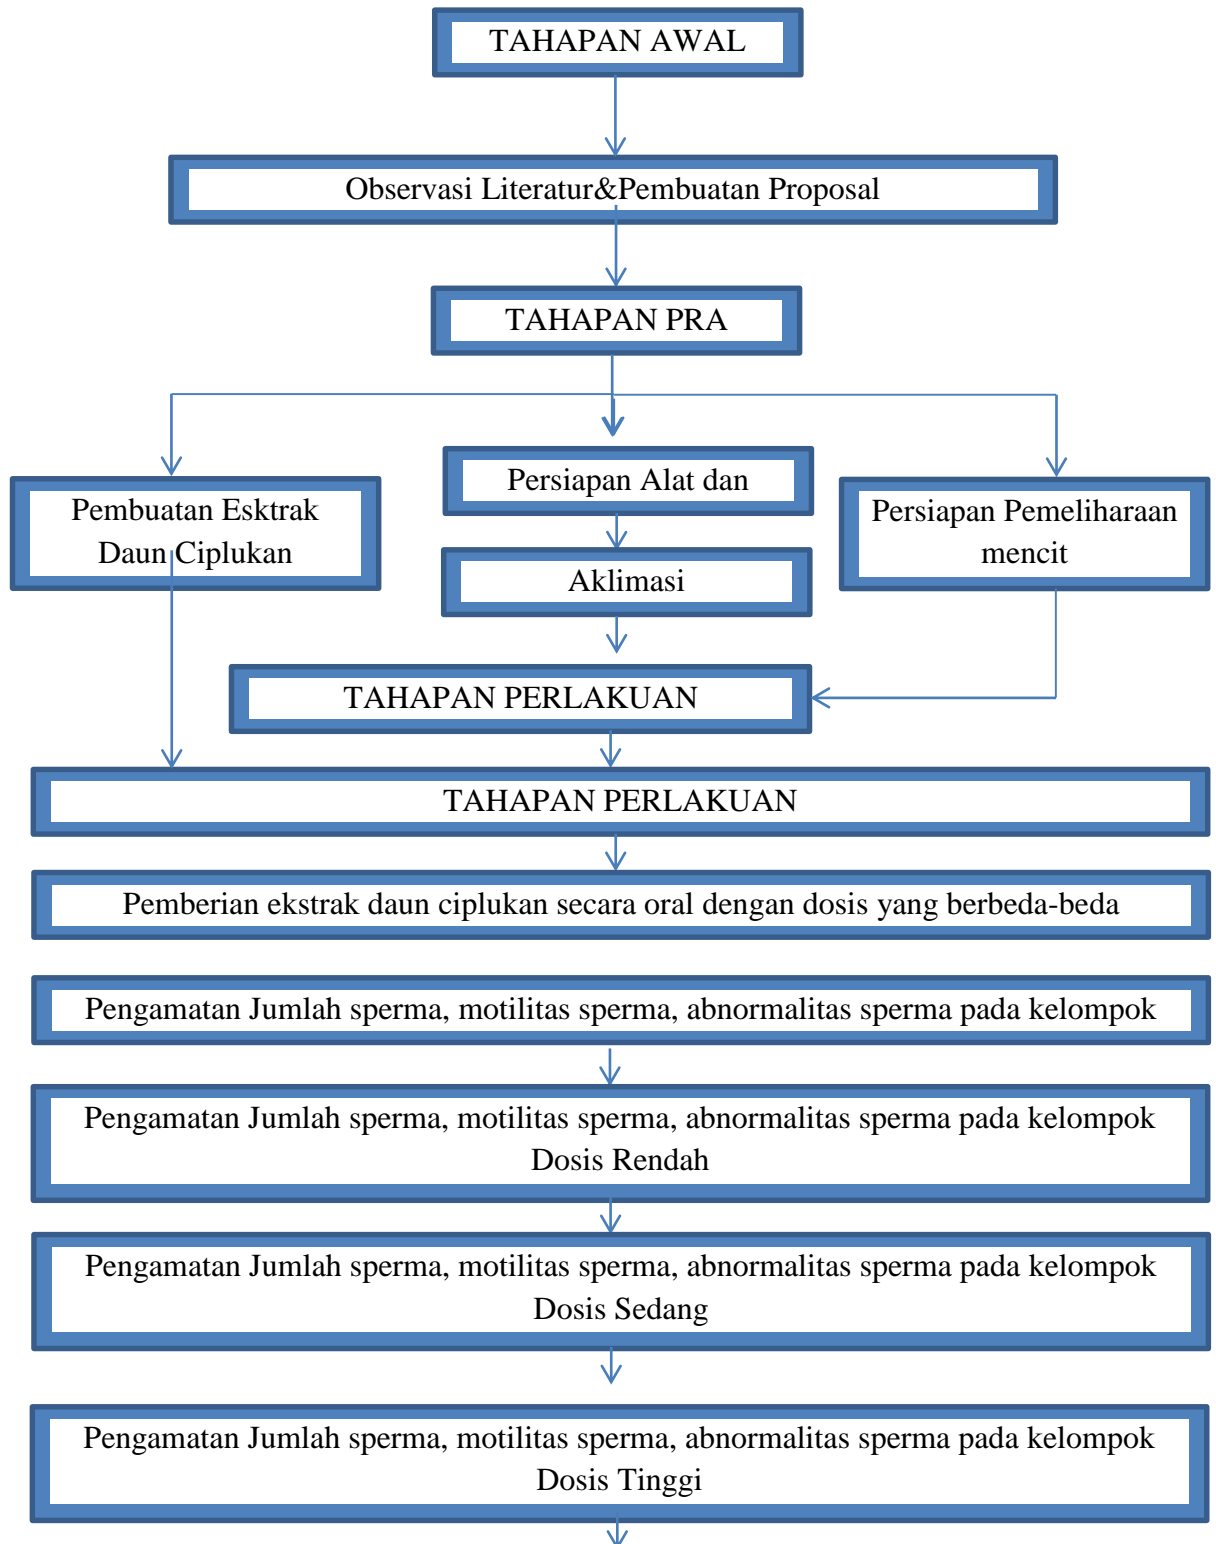 TAHAPAN AWAL
Observasi Literatur&Pembuatan Proposal
TAHAPAN PRA
Pembuatan Esktrak
Daun Ciplukan
Persiapan Alat dan
Aklimasi
Persiapan Pemeliharaan
mencit
TAHAPAN PERLAKUAN
TAHAPAN PERLAKUAN
Pemberian ekstrak daun ciplukan secara oral dengan dosis yang berbeda-beda
Pengamatan Jumlah sperma, motilitas sperma, abnormalitas sperma pada kelompok
Pengamatan Jumlah sperma, motilitas sperma, abnormalitas sperma pada kelompok
Dosis Rendah
Pengamatan Jumlah sperma, motilitas sperma, abnormalitas sperma pada kelompok
Dosis Sedang
Pengamatan Jumlah sperma, motilitas sperma, abnormalitas sperma pada kelompok
Dosis Tinggi